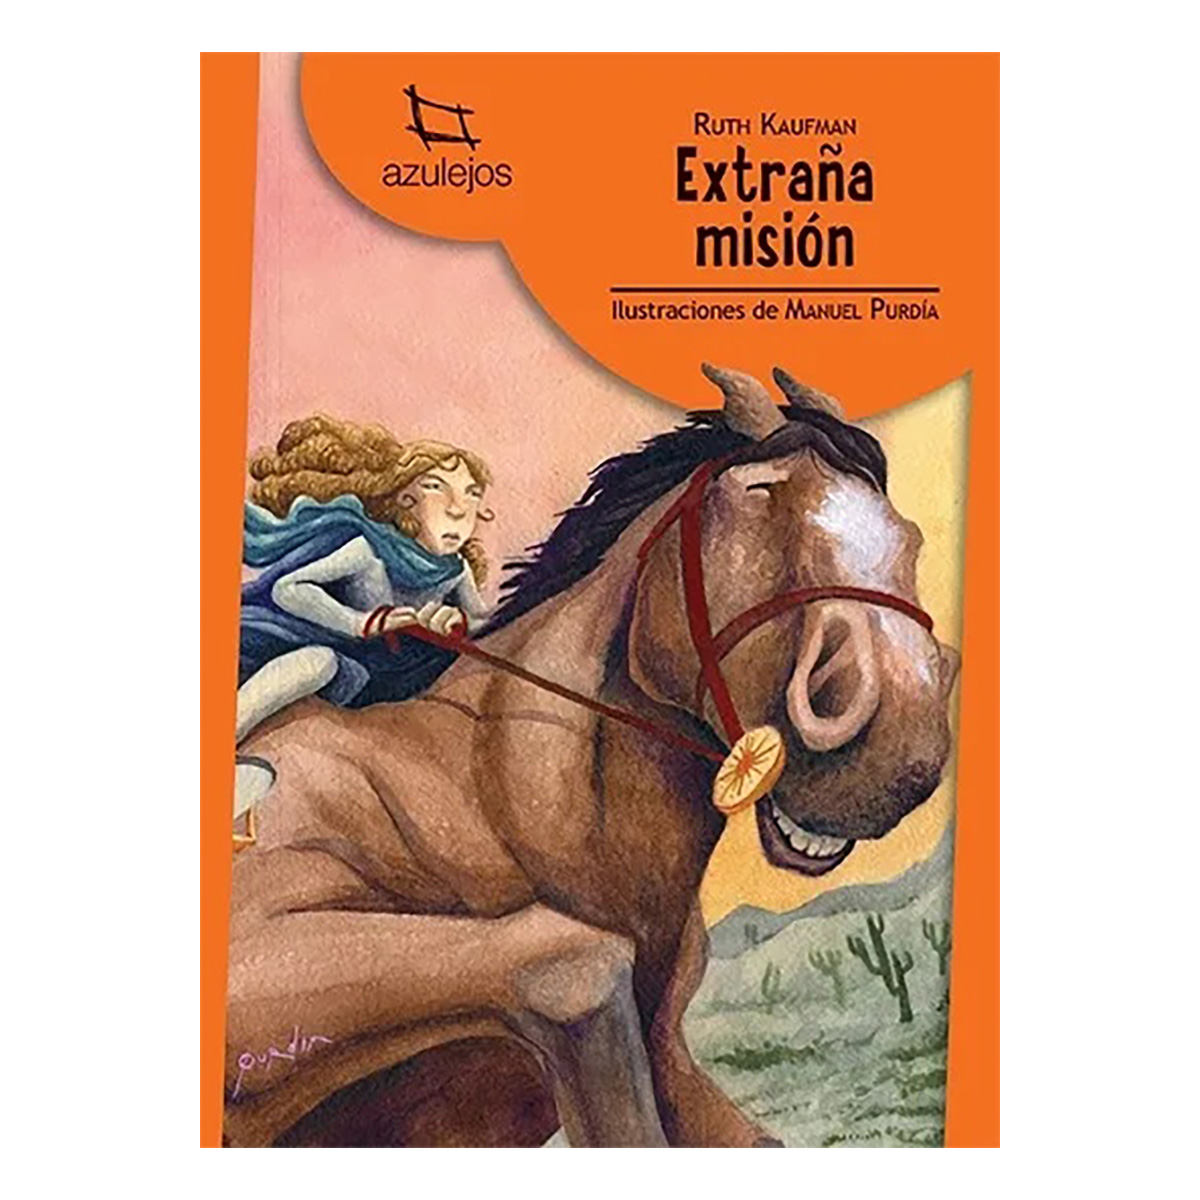 azulejos
RUTH KAUFMAN
Extraña
misión
Ilustraciones de MANUEL PURDÍA
purdia